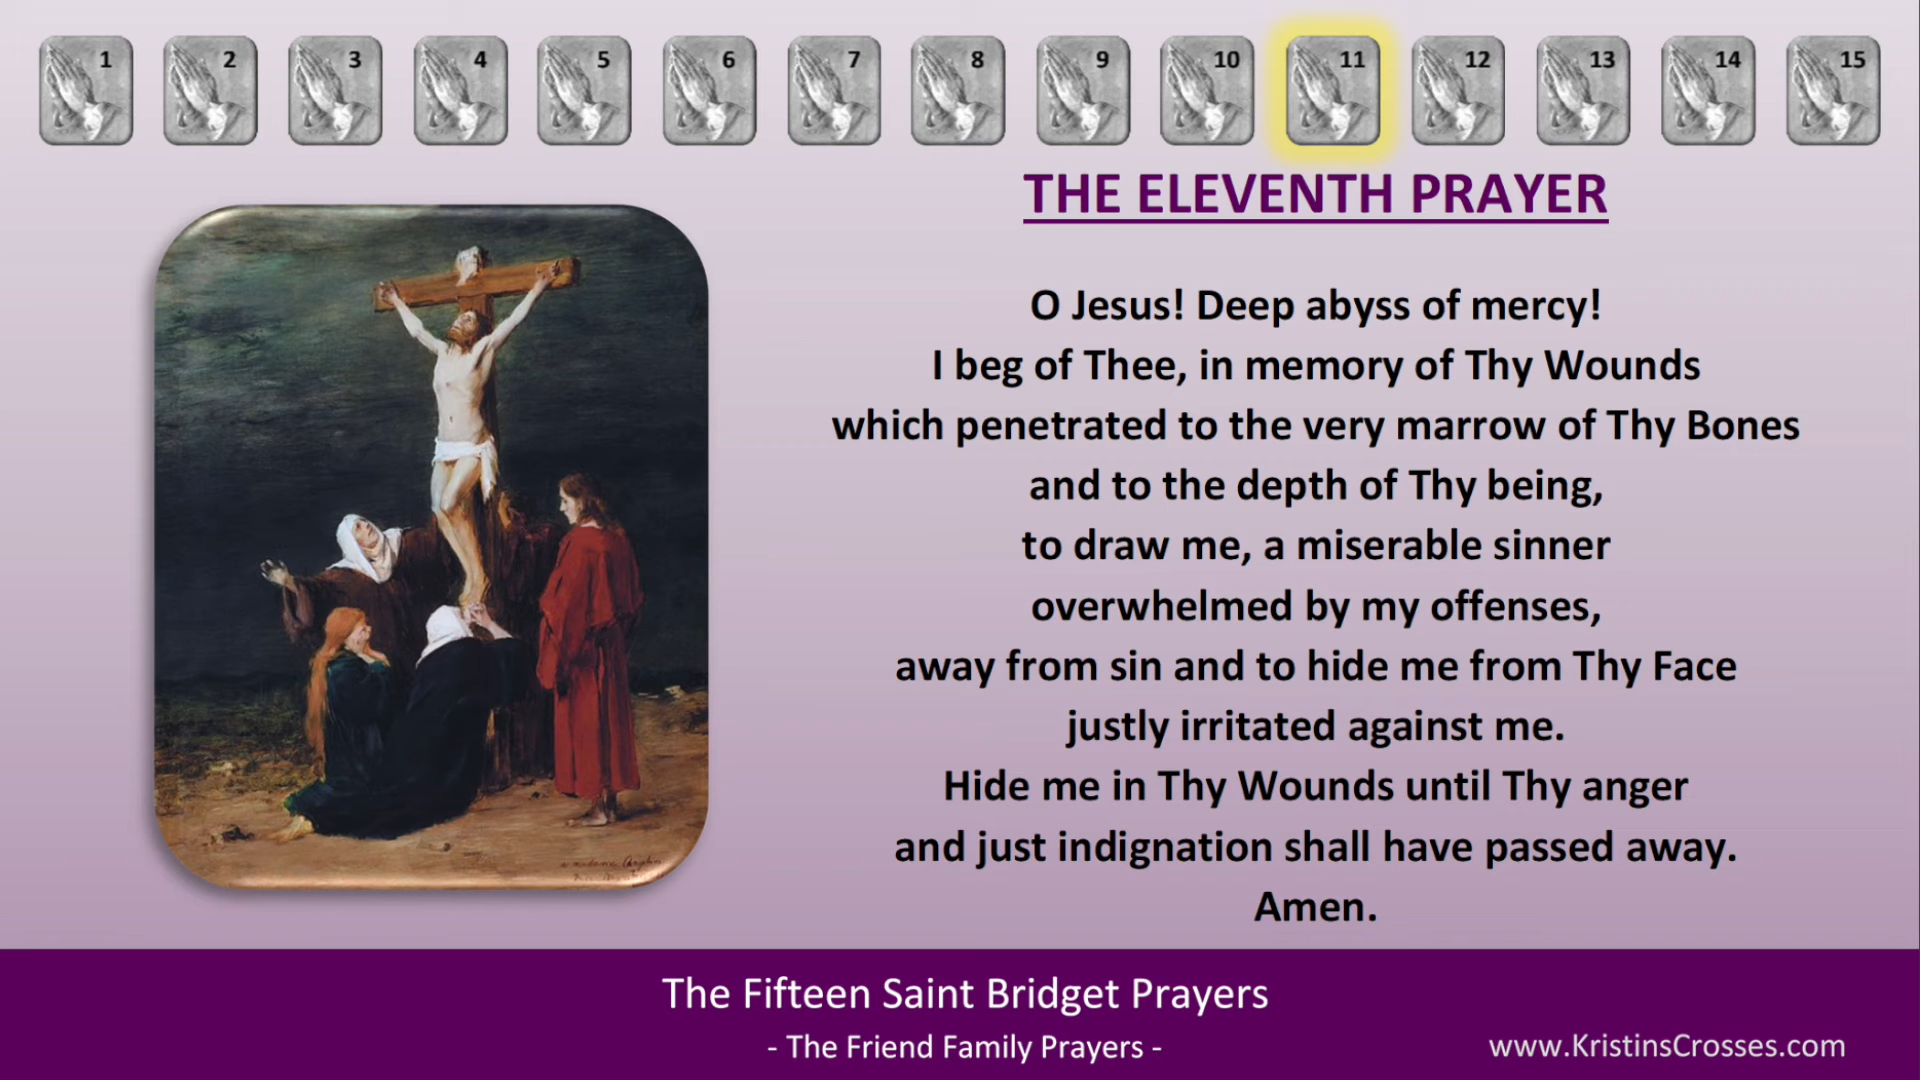 1 2 3 4 5 6 7 8 9 10 11 12 13 14 15
THE ELEVENTH PRAYER
O Jesus! Deep abyss of mercy!
I beg of Thee, in memory of Thy Wounds
which penetrated to the very marrow of Thy Bones
and to the depth of Thy being,
to draw me, a miserable sinner
overwhelmed by my offenses,
away from sin and to hide me from Thy Face
justly irritated against me.
Hide me in Thy Wounds until Thy anger
and just indignation shall have passed away.
Amen.
The Fifteen Saint Bridget Prayers
- The Friend Family Prayers -
www.KristinsCrosses.com